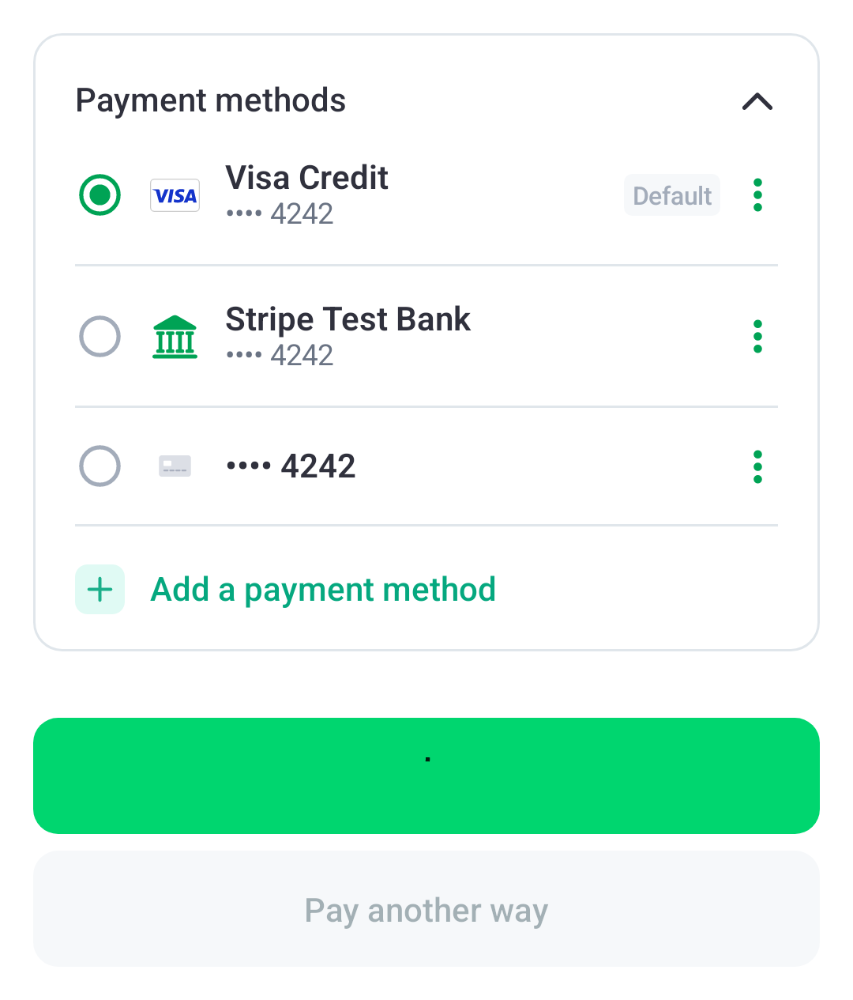 Payment methods
VISA
Visa Credit
•••• 4242
Default
Stripe Test Bank
•••• 4242
•••• 4242
Add a payment method
.
Pay another way